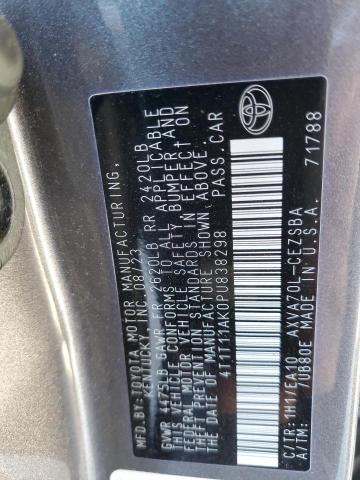 MFD.BY:TOYOTA MOTOR MANUFACTURING,
KENTUCKY, INC. 08/23
GVWR 4475LB GAWR FR 2620LB RR 2420LB
THIS VEHICLE CONFORMS TO ALL APPLICABLE
FEDERAL MOTOR VEHICLE SAFETY, BUMPER, AND
THEFT PREVENTION STANDARDS IN EFFECT ON
THE DATE OF MANUFACTURE SHOWN ABOVE.
4T1T11AK0PU838298 PASS. CAR
C/TR: 1H1/EA10 AXVA70L-CEZSBA
A/TM: /UB80E MADE IN U.S.A. 71788